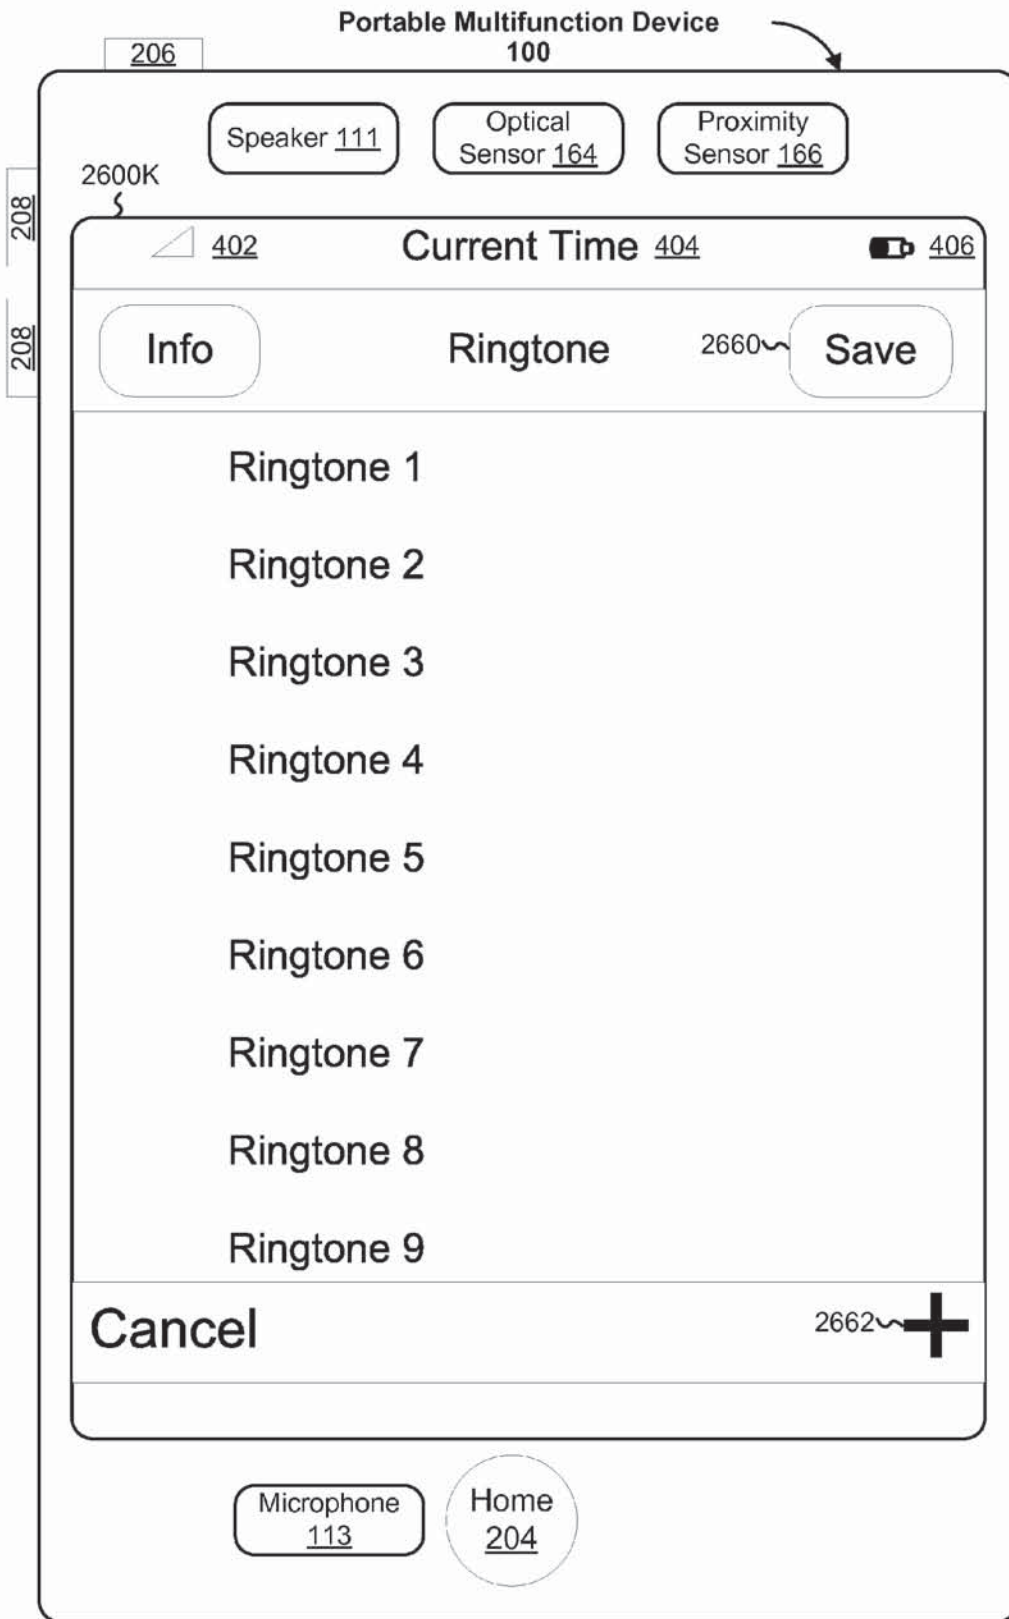 Portable Multifunction Device
100
206
Speaker 111
Optical
Sensor 164
Proximity
Sensor 166
2600K
208
208
402
Current Time 404
406
Info
Ringtone
2660
Save
Ringtone 1
Ringtone 2
Ringtone 3
Ringtone 4
Ringtone 5
Ringtone 6
Ringtone 7
Ringtone 8
Ringtone 9
Cancel
2662
+
Microphone
113
Home
204